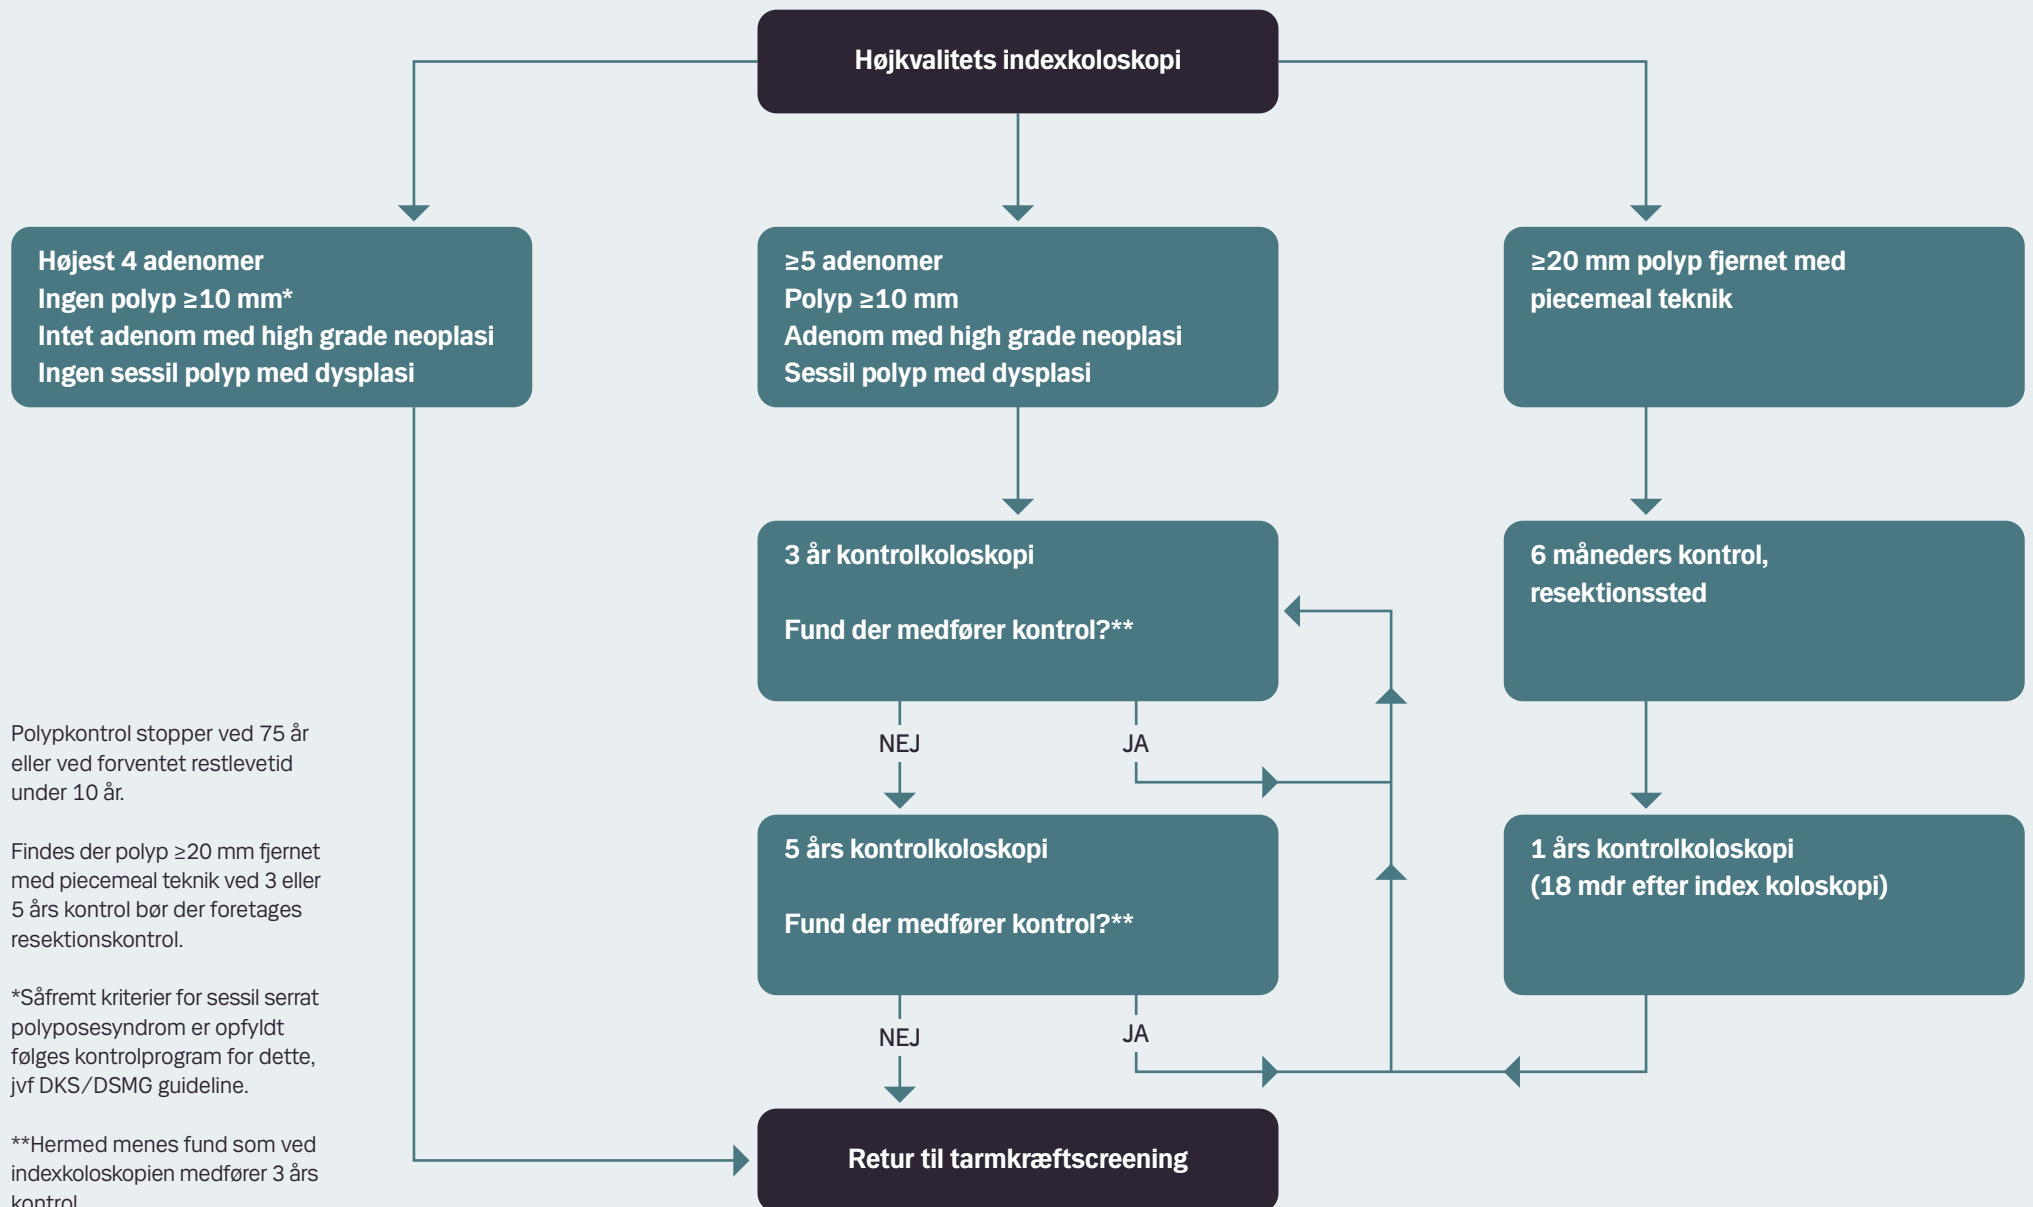 Højkvalitets indexkoloskopi
Højest 4 adenomer
Ingen polyp ≥10 mm*
Intet adenom med high grade neoplasi
Ingen sessil polyp med dysplasi
≥5 adenomer
Polyp ≥10 mm
Adenom med high grade neoplasi
Sessil polyp med dysplasi
≥20 mm polyp fjernet med
piecemeal teknik
3 år kontrolkoloskopi
Fund der medfører kontrol?**
6 måneders kontrol,
resektionssted
NEJ
JA
5 års kontrolkoloskopi
Fund der medfører kontrol?**
1 års kontrolkoloskopi
(18 mdr efter index koloskopi)
NEJ
JA
Retur til tarmkræftscreening
Polypkontrol stopper ved 75 år
eller ved forventet restlevetid
under 10 år.
Findes der polyp ≥20 mm fjernet
med piecemeal teknik ved 3 eller
5 års kontrol bør der foretages
resektionskontrol.
*Såfremt kriterier for sessil serrat
polyposesyndrom er opfyldt
følges kontrolprogram for dette,
jvf DKS/DSMG guideline.
**Hermed menes fund som ved
indexkoloskopien medfører 3 års
kontrol